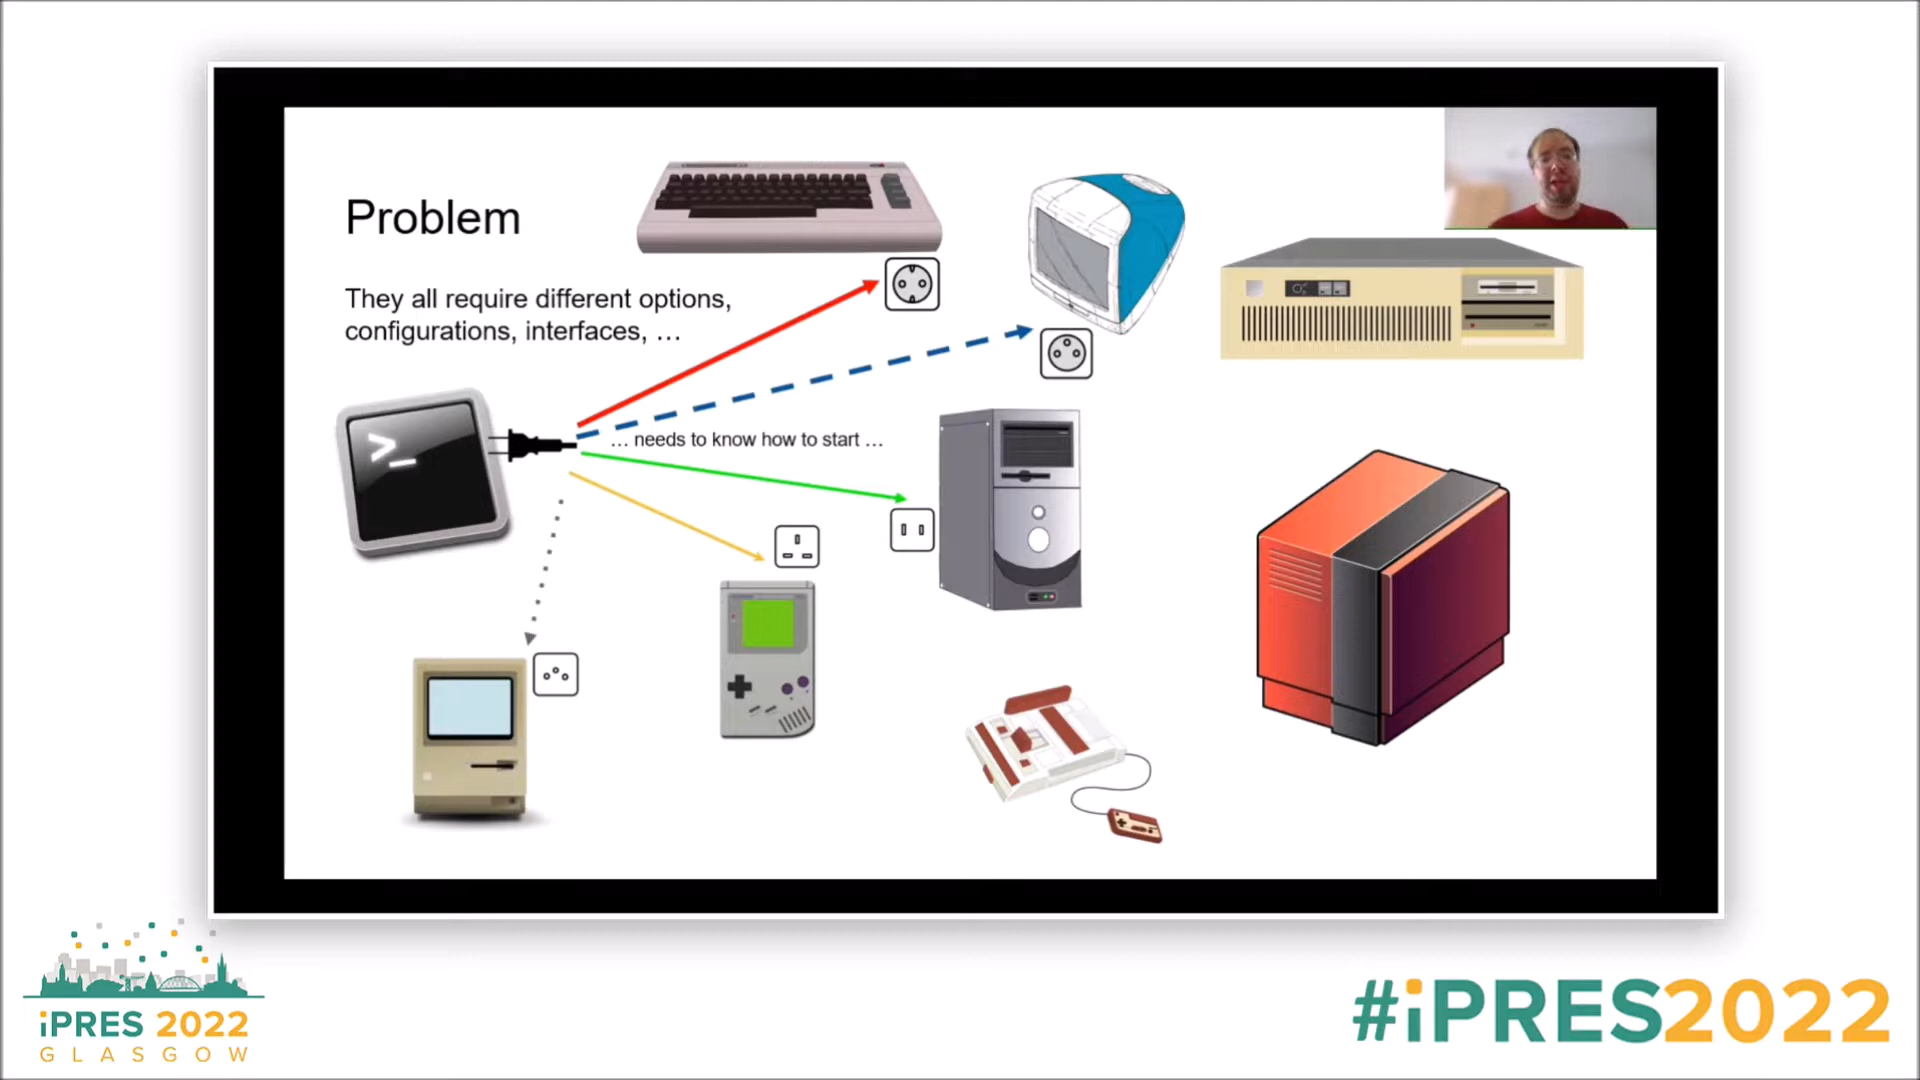 Problem
They all require different options,
configurations, interfaces, …
>_
… needs to know how to start …
iPRES 2022
GLASGOW
#iPRES2022